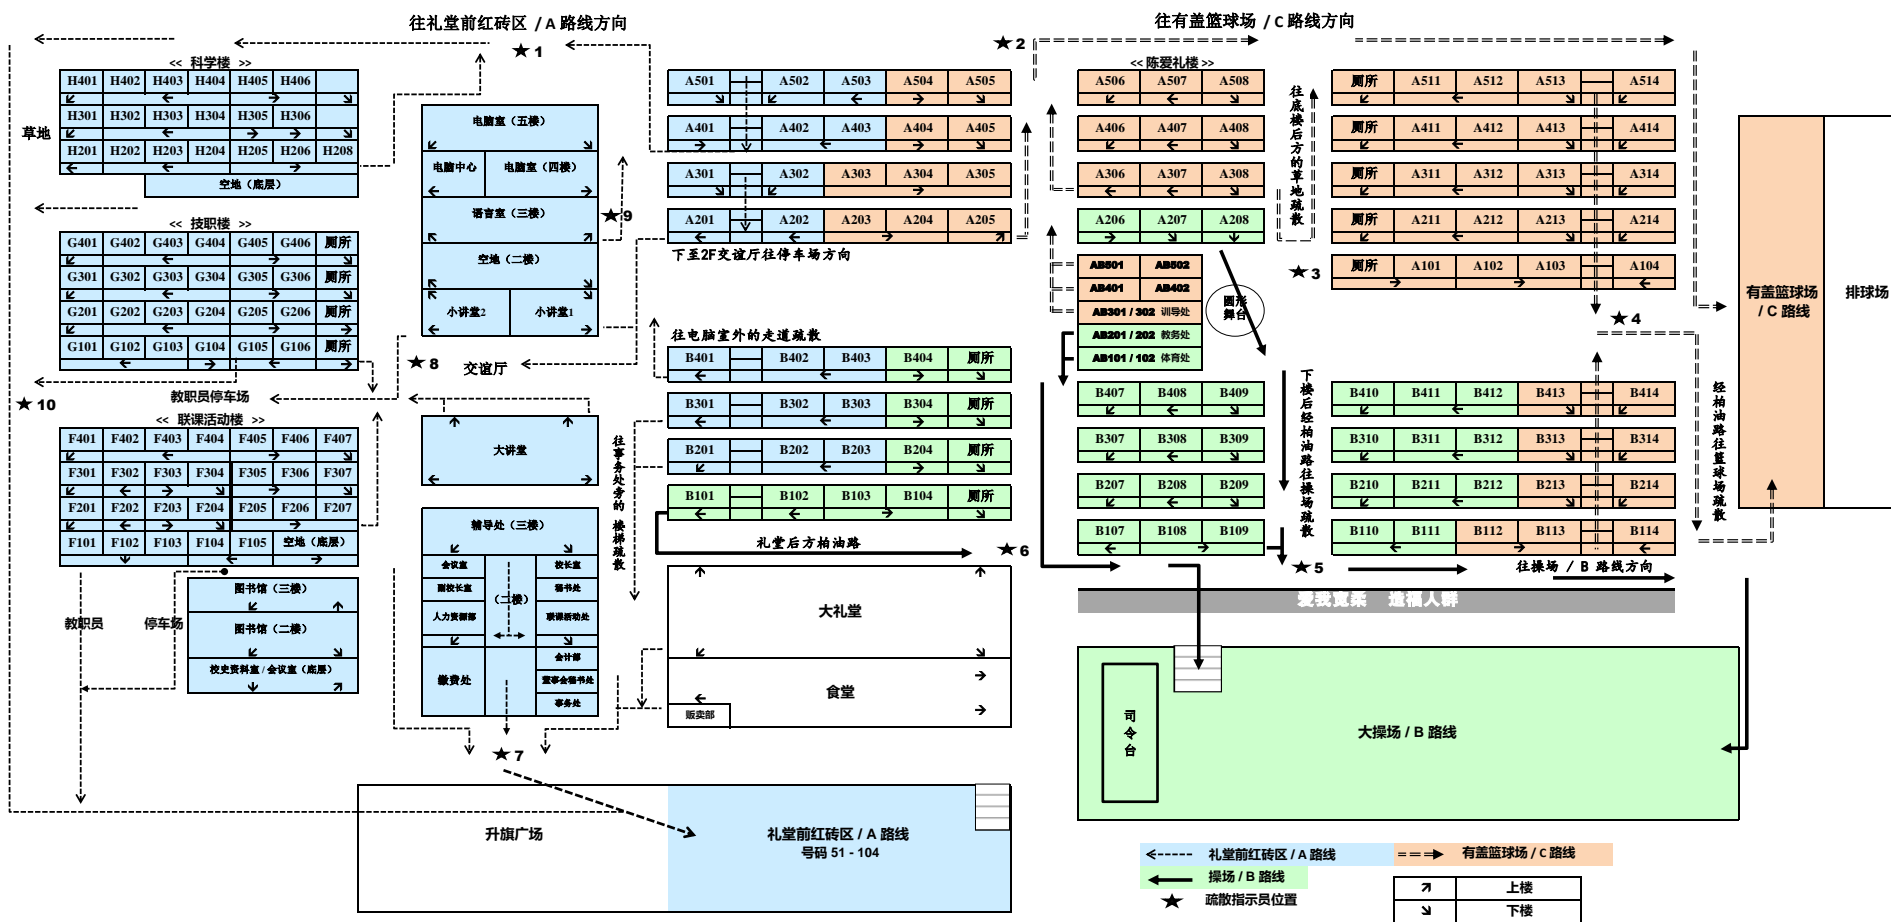 往礼堂前红砖区 / A 路线方向
往有盖篮球场 / C 路线方向
★ 1
★ 2
<< 科学楼 >>
H401 H402 H403 H404 H405 H406
H301 H302 H303 H304 H305 H306
H201 H202 H203 H204 H205 H206 H208
空地（底层）
草地
<< 技职楼 >>
G401 G402 G403 G404 G405 G406 厕所
G301 G302 G303 G304 G305 G306 厕所
G201 G202 G203 G204 G205 G206 厕所
G101 G102 G103 G104 G105 G106 厕所
★ 10
教职员停车场
<< 联课活动楼 >>
F401 F402 F403 F404 F405 F406 F407
F301 F302 F303 F304 F305 F306 F307
F201 F202 F203 F204 F205 F206 F207
F101 F102 F103 F104 F105 空地（底层）
图书馆（三楼）
图书馆（二楼）
校史资料室 / 会议室（底层）
教职员
停车场
电脑室（五楼）
电脑中心 电脑室（四楼）
语言室（三楼）
空地（二楼）
小讲堂2 小讲堂1
★ 9
★ 8
交谊厅
大讲堂
辅导处（三楼）
会议室
副校长室
人力资源部
（二楼）
校长室
秘书处
联课活动处
缴费处
会计部
董事会秘书处
事务处
★ 7
A501 A502 A503 A504 A505
A401 A402 A403 A404 A405
A301 A302 A303 A304 A305
A201 A202 A203 A204 A205
下至2F交谊厅往停车场方向
往电脑室外的走道疏散
B401 B402 B403 B404 厕所
B301 B302 B303 B304 厕所
B201 B202 B203 B204 厕所
B101 B102 B103 B104 厕所
往事务处旁的 楼梯疏散
礼堂后方柏油路
★ 6
大礼堂
食堂
贩卖部
<< 陈爱礼楼 >>
A506 A507 A508
A406 A407 A408
A306 A307 A308
A206 A207 A208
AB501 AB502
AB401 AB402
AB301 / 302 训导处
AB201 / 202 教务处
AB101 / 102 体育处
圆形
舞台
往底楼后方的草地疏散
★ 3
厕所 A511 A512 A513 A514
厕所 A411 A412 A413 A414
厕所 A311 A312 A313 A314
厕所 A211 A212 A213 A214
厕所 A101 A102 A103 A104
★ 4
B407 B408 B409
B307 B308 B309
B207 B208 B209
B107 B108 B109
下楼后经柏油路往操场疏散
B410 B411 B412 B413 B414
B310 B311 B312 B313 B314
B210 B211 B212 B213 B214
B110 B111 B112 B113 B114
★ 5
往操场 / B 路线方向
经柏油路往篮球场疏散
有盖篮球场
/ C 路线
排球场
爱我宽柔 造福人群
司令台
大操场 / B 路线
升旗广场
礼堂前红砖区 / A 路线
号码 51 - 104
礼堂前红砖区 / A 路线
有盖篮球场 / C 路线
操场 / B 路线
★ 疏散指示员位置
↗ 上楼
↘ 下楼